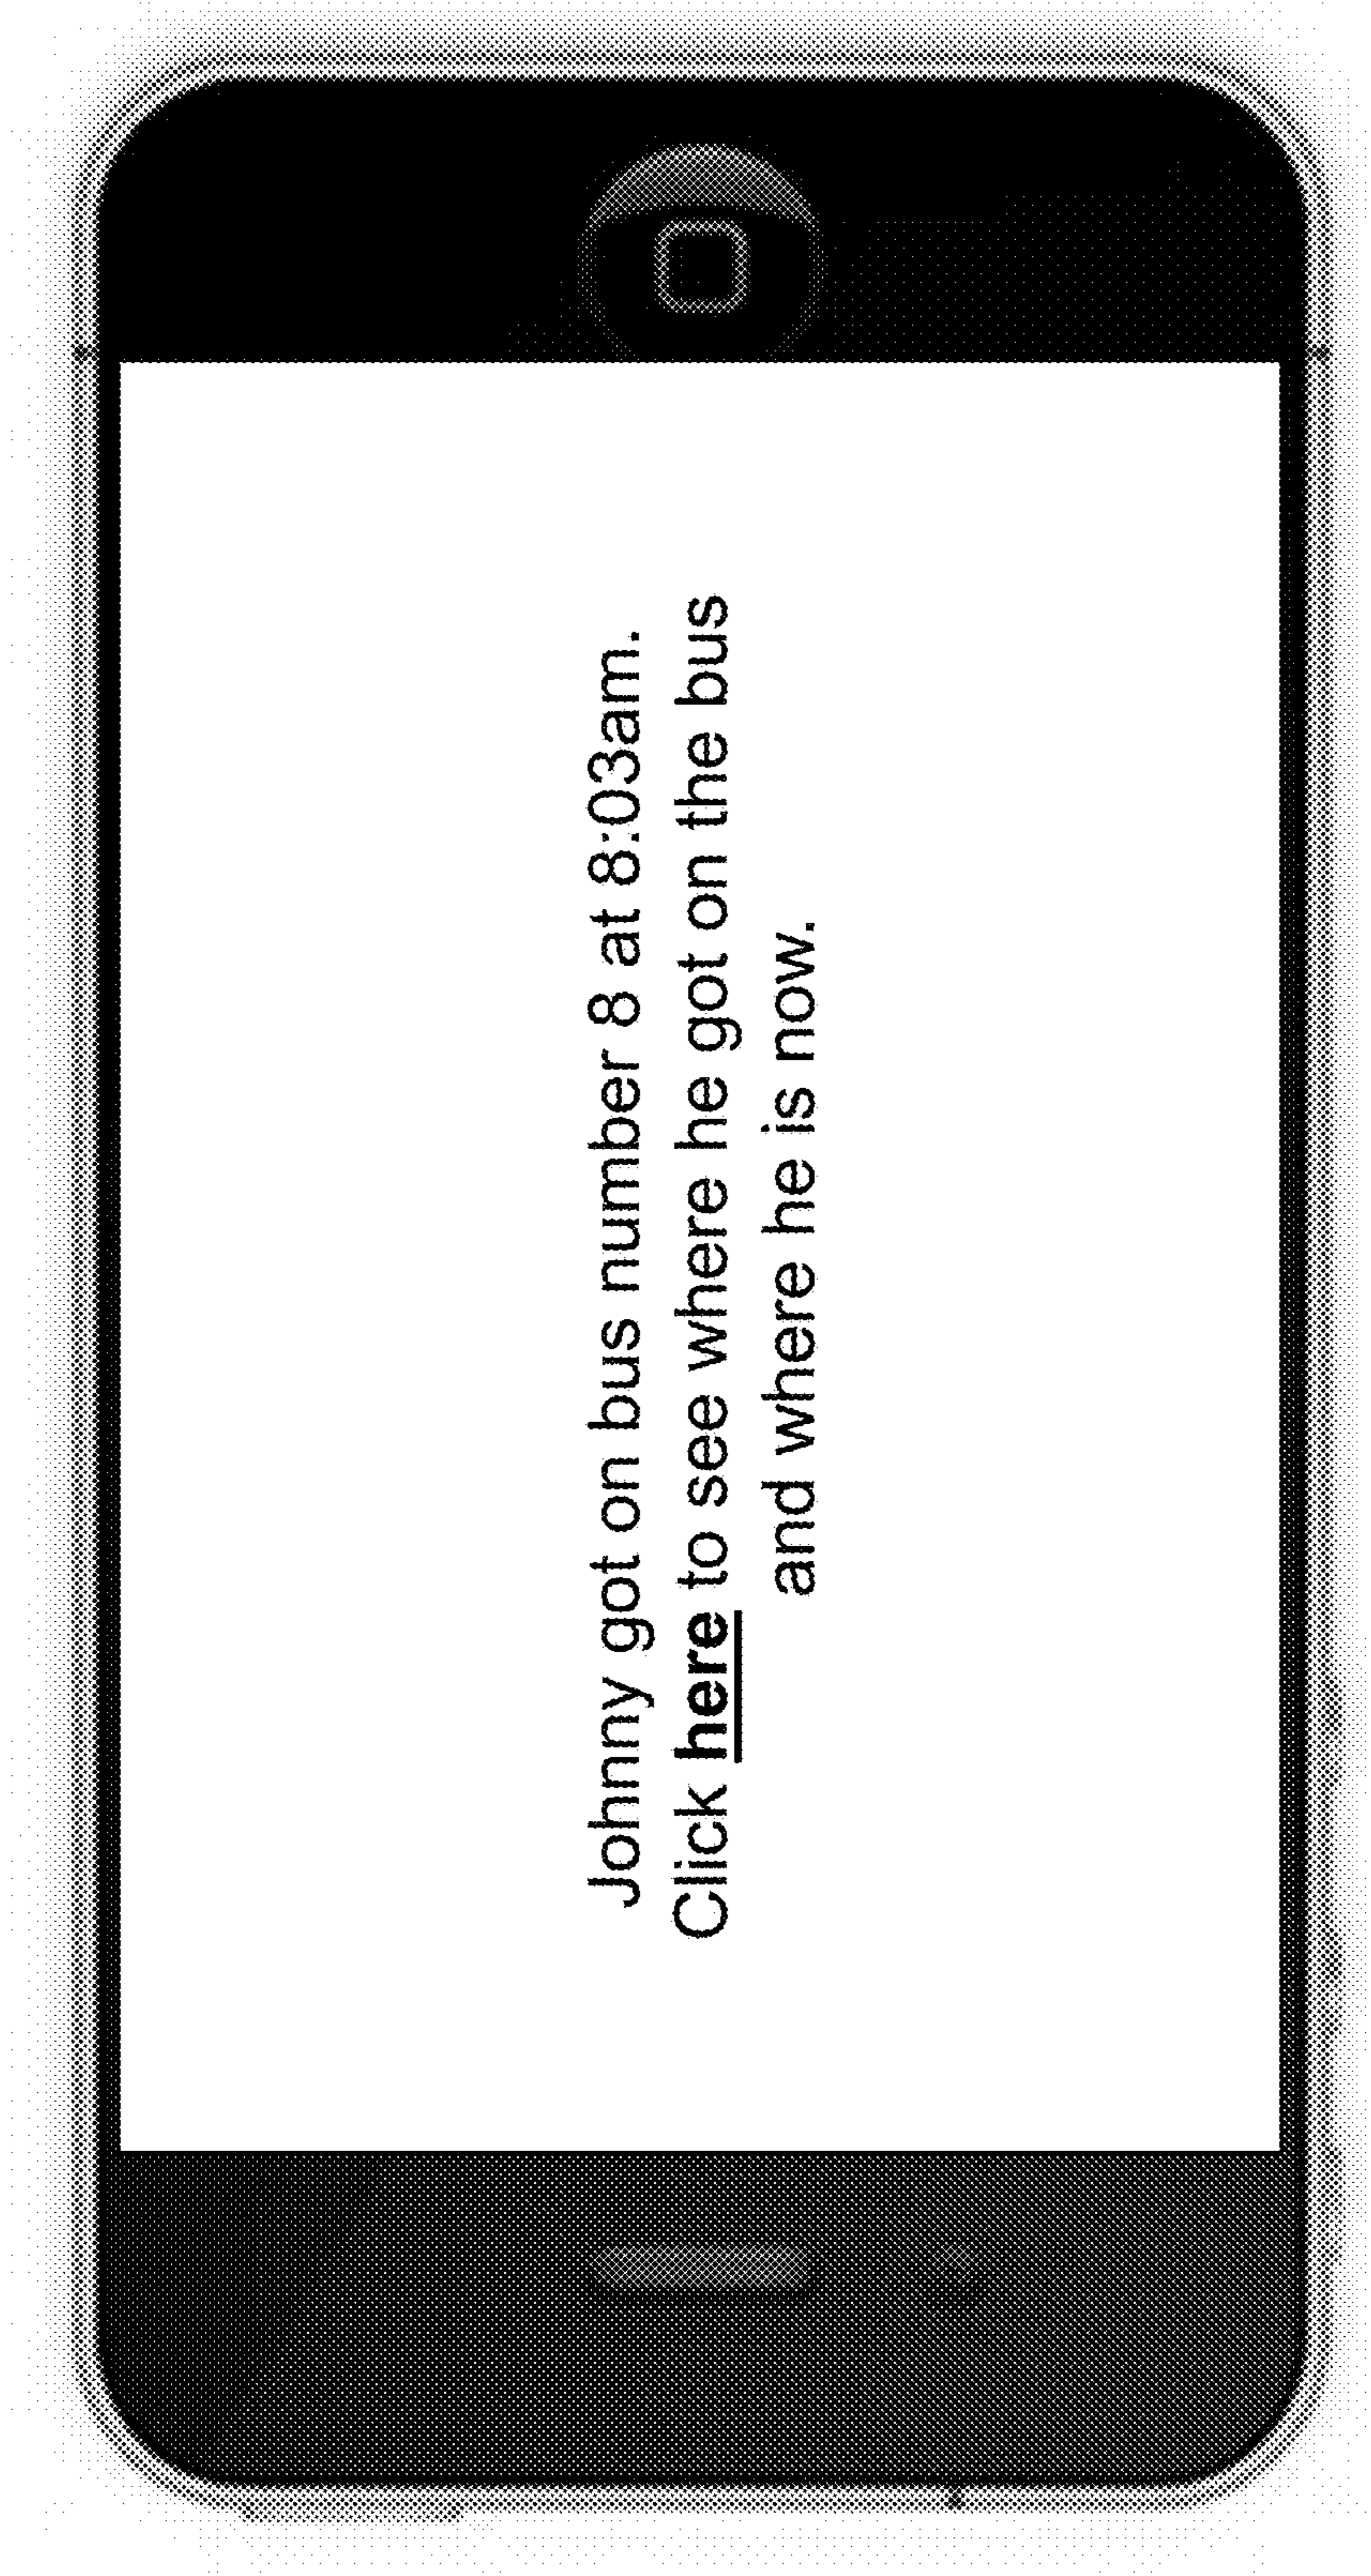 Johnny got on bus number 8 at 8:03am.
Click here to see where he got on the bus
and where he is now.